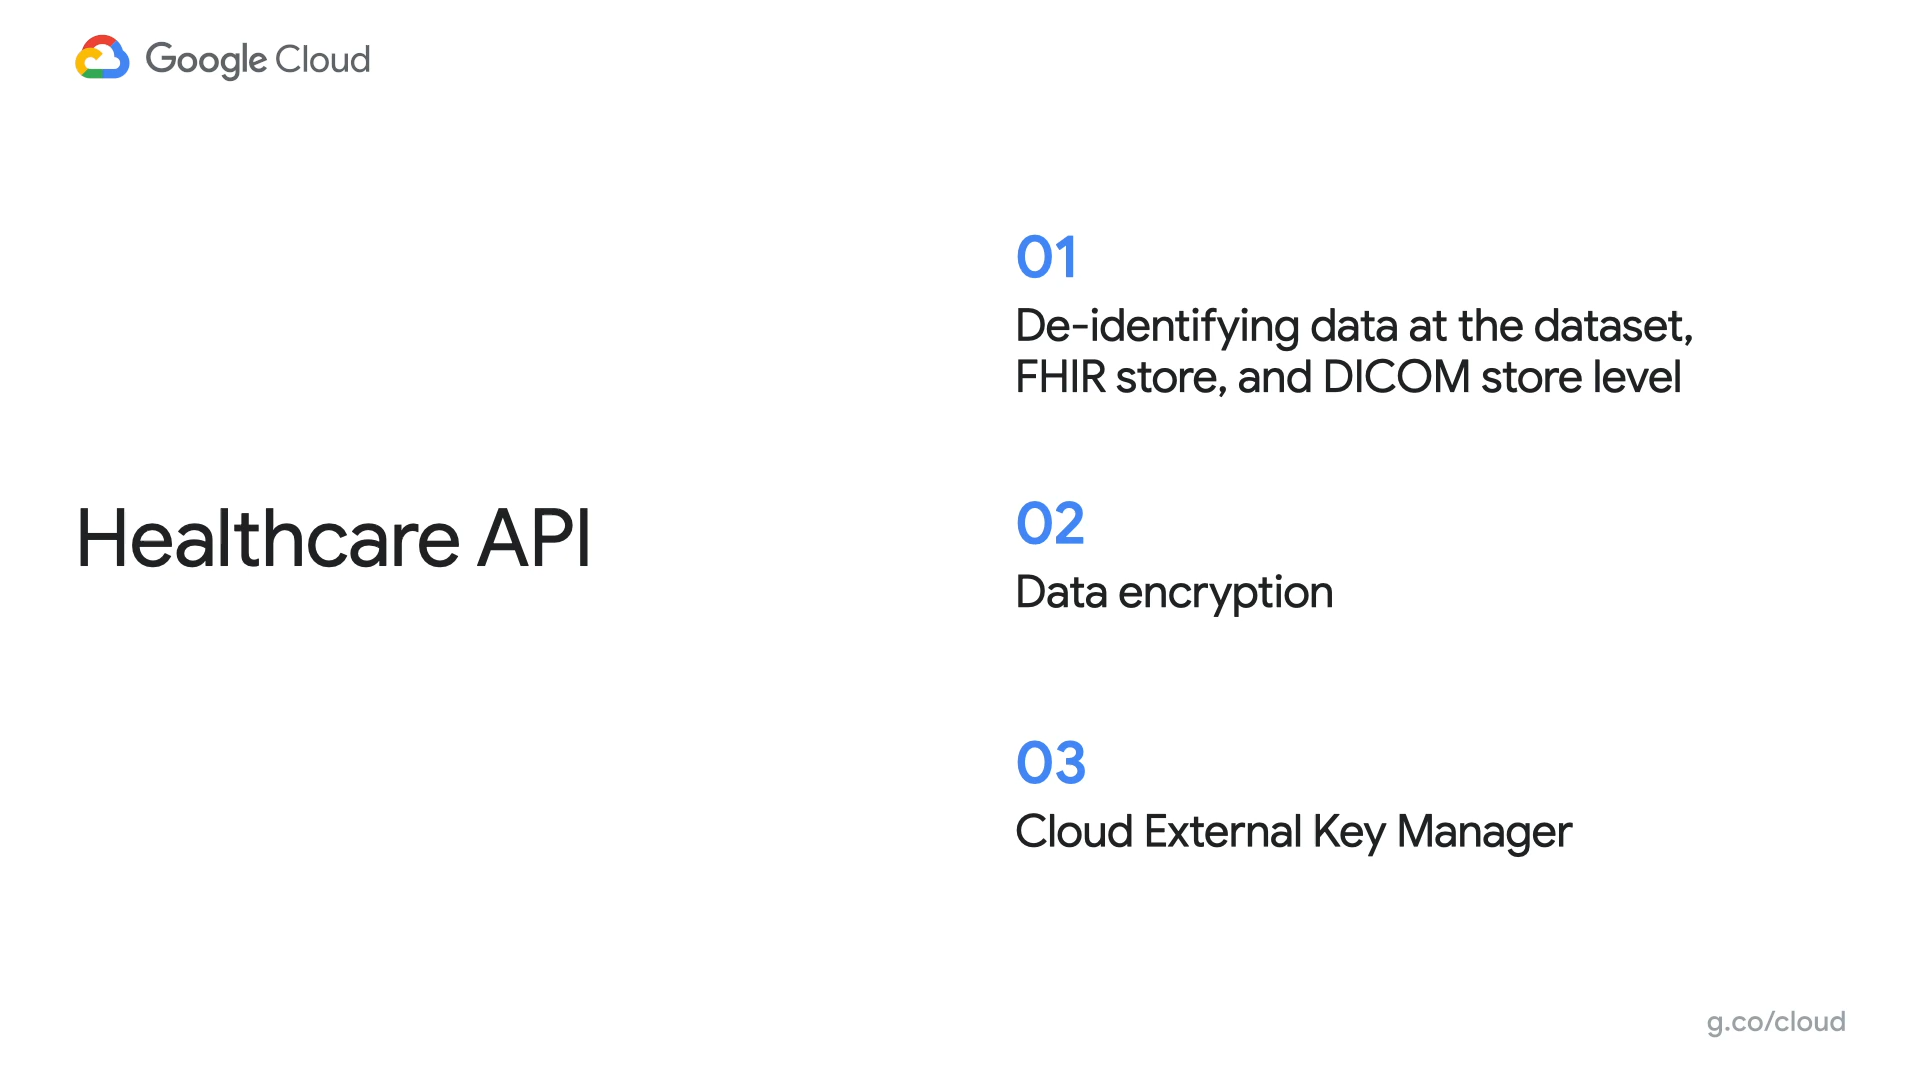 Google Cloud
Healthcare API
01
De-identifying data at the dataset,
FHIR store, and DICOM store level
02
Data encryption
03
Cloud External Key Manager
g.co/cloud